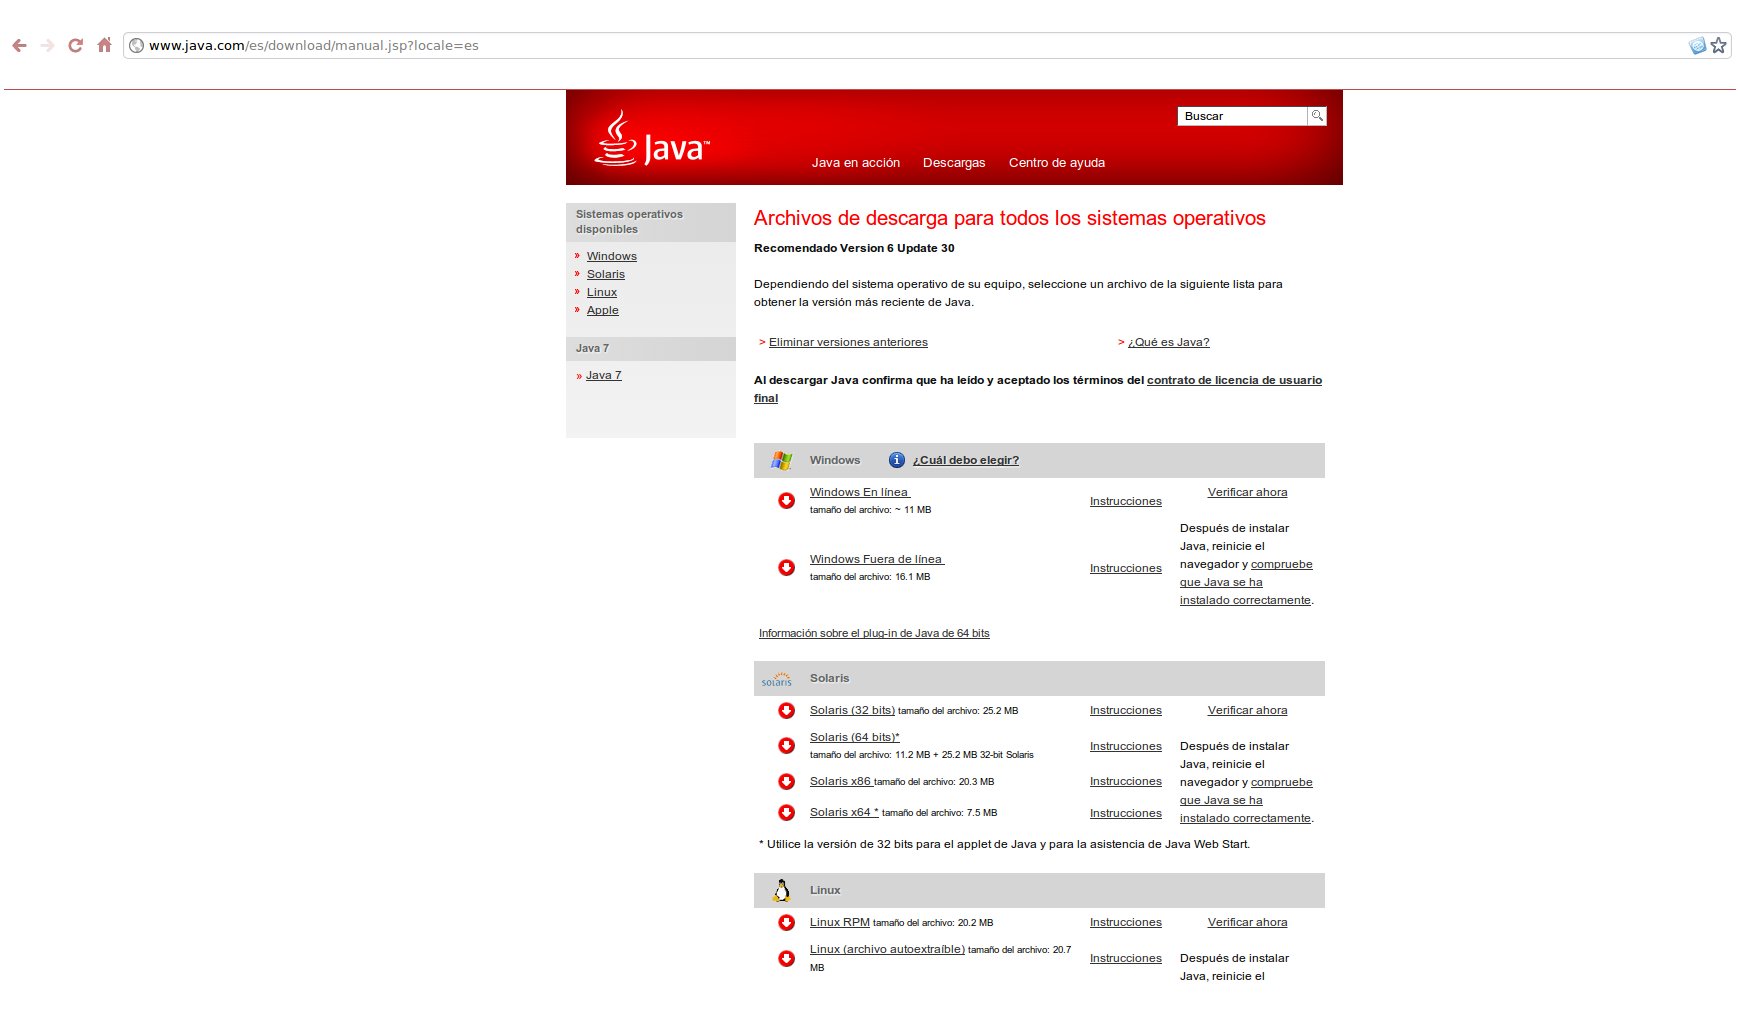 www.java.com/es/download/manual.jsp?locale=es
Java™
Buscar
Java en acción Descargas Centro de ayuda
Sistemas operativos
disponibles
» Windows
» Solaris
» Linux
» Apple
Java 7
» Java 7
Archivos de descarga para todos los sistemas operativos
Recomendado Version 6 Update 30
Dependiendo del sistema operativo de su equipo, seleccione un archivo de la siguiente lista para
obtener la versión más reciente de Java.
> Eliminar versiones anteriores > ¿Qué es Java?
Al descargar Java confirma que ha leído y aceptado los términos del contrato de licencia de usuario
final
Windows ¿Cuál debo elegir?
Windows En línea
tamaño del archivo: ~ 11 MB
Instrucciones
Windows Fuera de línea
tamaño del archivo: 16.1 MB
Instrucciones
Verificar ahora
Después de instalar
Java, reinicie el
navegador y compruebe
que Java se ha
instalado correctamente.
Información sobre el plug-in de Java de 64 bits
solaris Solaris
Solaris (32 bits) tamaño del archivo: 25.2 MB Instrucciones
Solaris (64 bits)*
tamaño del archivo: 11.2 MB + 25.2 MB 32-bit Solaris
Instrucciones
Solaris x86 tamaño del archivo: 20.3 MB Instrucciones
Solaris x64 * tamaño del archivo: 7.5 MB Instrucciones
Verificar ahora
Después de instalar
Java, reinicie el
navegador y compruebe
que Java se ha
instalado correctamente.
* Utilice la versión de 32 bits para el applet de Java y para la asistencia de Java Web Start.
Linux
Linux RPM tamaño del archivo: 20.2 MB Instrucciones
Linux (archivo autoextraíble) tamaño del archivo: 20.7
MB
Instrucciones
Verificar ahora
Después de instalar
Java, reinicie el